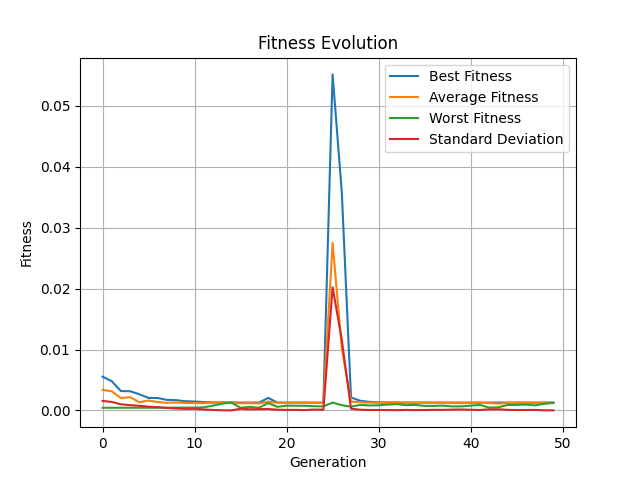 Fitness Evolution
Best Fitness
Average Fitness
Worst Fitness
Standard Deviation
Fitness
0.05
0.04
0.03
0.02
0.01
0.00
0 10 20 30 40 50
Generation